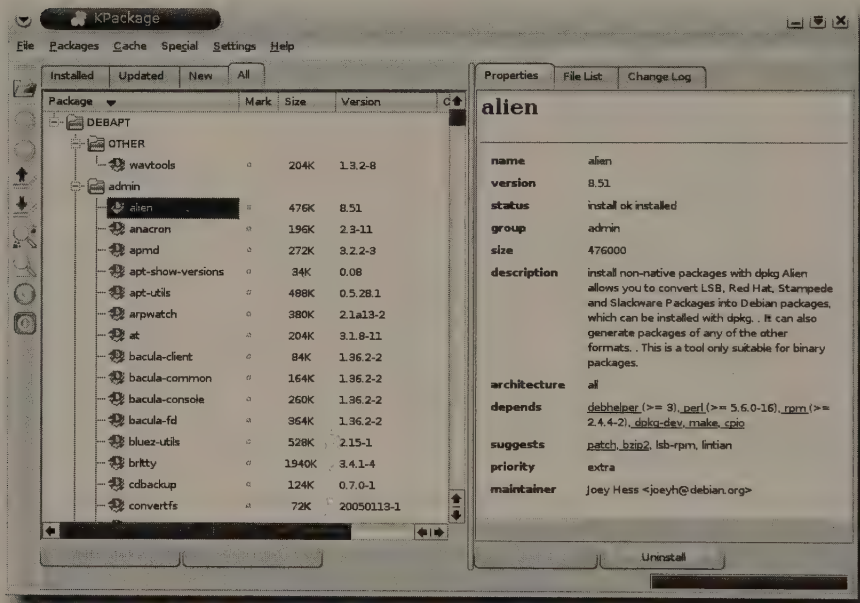 KPackage
File Packages Cache Special Settings Help
Installed Updated New All
Package Mark Size Version C
DEBAPT
OTHER
wavtools 204K 1.3.2-8
admin
alien 476K 8.51
anacron 196K 2.3-11
apmd 272K 3.2.2-3
apt-show-versions 34K 0.08
apt-utils 488K 0.5.28.1
arpwatch 380K 2.1a13-2
at 204K 3.1.8-11
bacula-client 84K 1.36.2-2
bacula-common 164K 1.36.2-2
bacula-console 260K 1.36.2-2
bacula-fd 364K 1.36.2-2
bluez-utils 528K 2.15-1
brltty 1940K 3.4.1-4
cdbackup 124K 0.7.0-1
convertfs 72K 20050113-1
Properties File List Change Log
alien
name alien
version 8.51
status install ok installed
group admin
size 476000
description install non-native packages with dpkg Alien
allows you to convert LSB, Red Hat, Stampede
and Slackware Packages into Debian packages,
which can be installed with dpkg. . It can also
generate packages of any of the other
formats. . This is a tool only suitable for binary
packages.
architecture all
depends debhelper (>= 3), perl (>= 5.6.0-16), rpm (>=
2.4.4-2), dpkg-dev, make, cpio
suggests patch, bzip2, lsb-rpm, lintian
priority extra
maintainer Joey Hess <joeyh@debian.org>
Uninstall